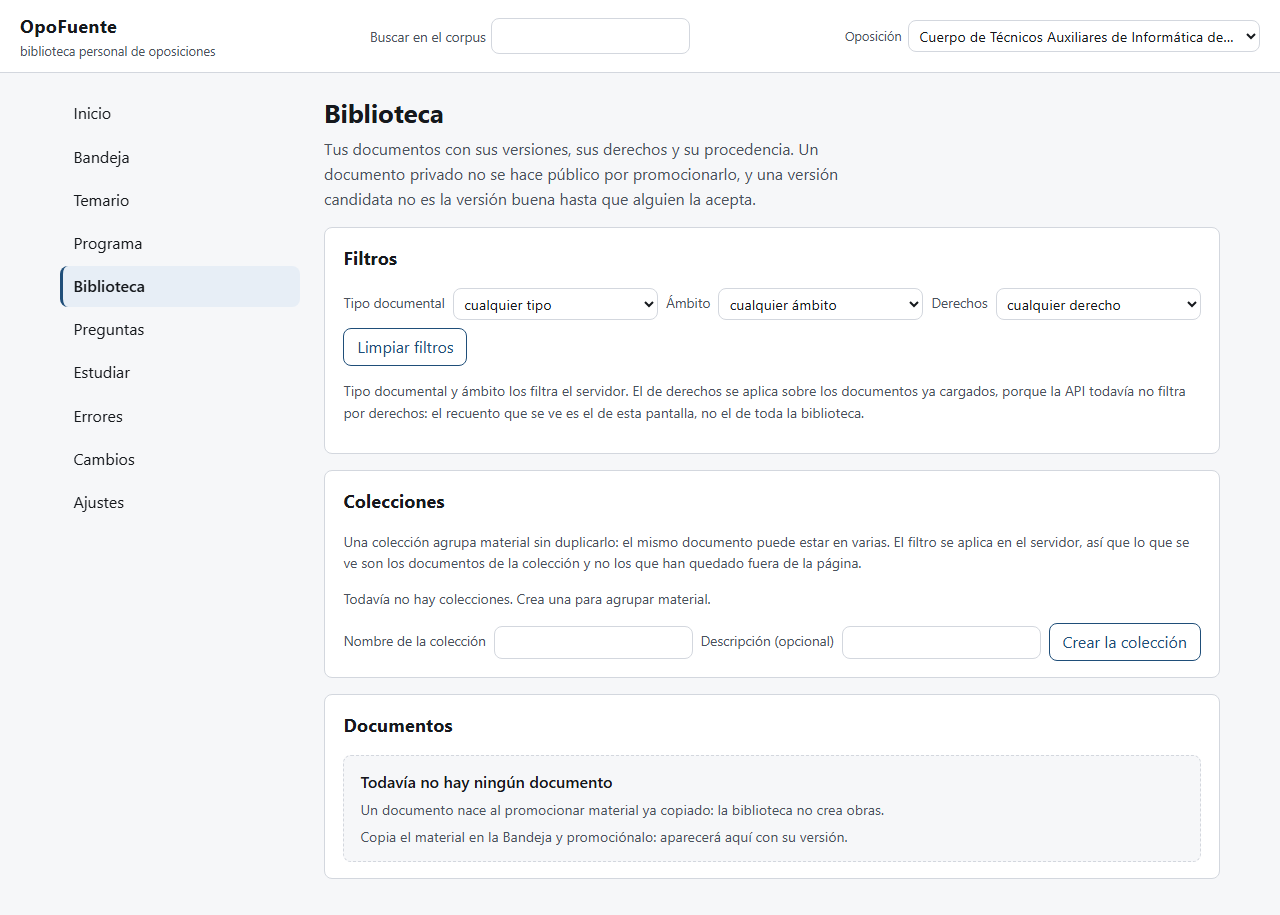 OpoFuente
biblioteca personal de oposiciones
Buscar en el corpus
Oposición
Cuerpo de Técnicos Auxiliares de Informática de...
Inicio
Bandeja
Temario
Programa
Biblioteca
Preguntas
Estudiar
Errores
Cambios
Ajustes
Biblioteca
Tus documentos con sus versiones, sus derechos y su procedencia. Un
documento privado no se hace público por promocionarlo, y una versión
candidata no es la versión buena hasta que alguien la acepta.
Filtros
Tipo documental cualquier tipo Ámbito cualquier ámbito Derechos cualquier derecho
Limpiar filtros
Tipo documental y ámbito los filtra el servidor. El de derechos se aplica sobre los documentos ya cargados, porque la API todavía no filtra
por derechos: el recuento que se ve es el de esta pantalla, no el de toda la biblioteca.
Colecciones
Una colección agrupa material sin duplicarlo: el mismo documento puede estar en varias. El filtro se aplica en el servidor, así que lo que se
ve son los documentos de la colección y no los que han quedado fuera de la página.
Todavía no hay colecciones. Crea una para agrupar material.
Nombre de la colección Descripción (opcional) Crear la colección
Documentos
Todavía no hay ningún documento
Un documento nace al promocionar material ya copiado: la biblioteca no crea obras.
Copia el material en la Bandeja y promociónalo: aparecerá aquí con su versión.